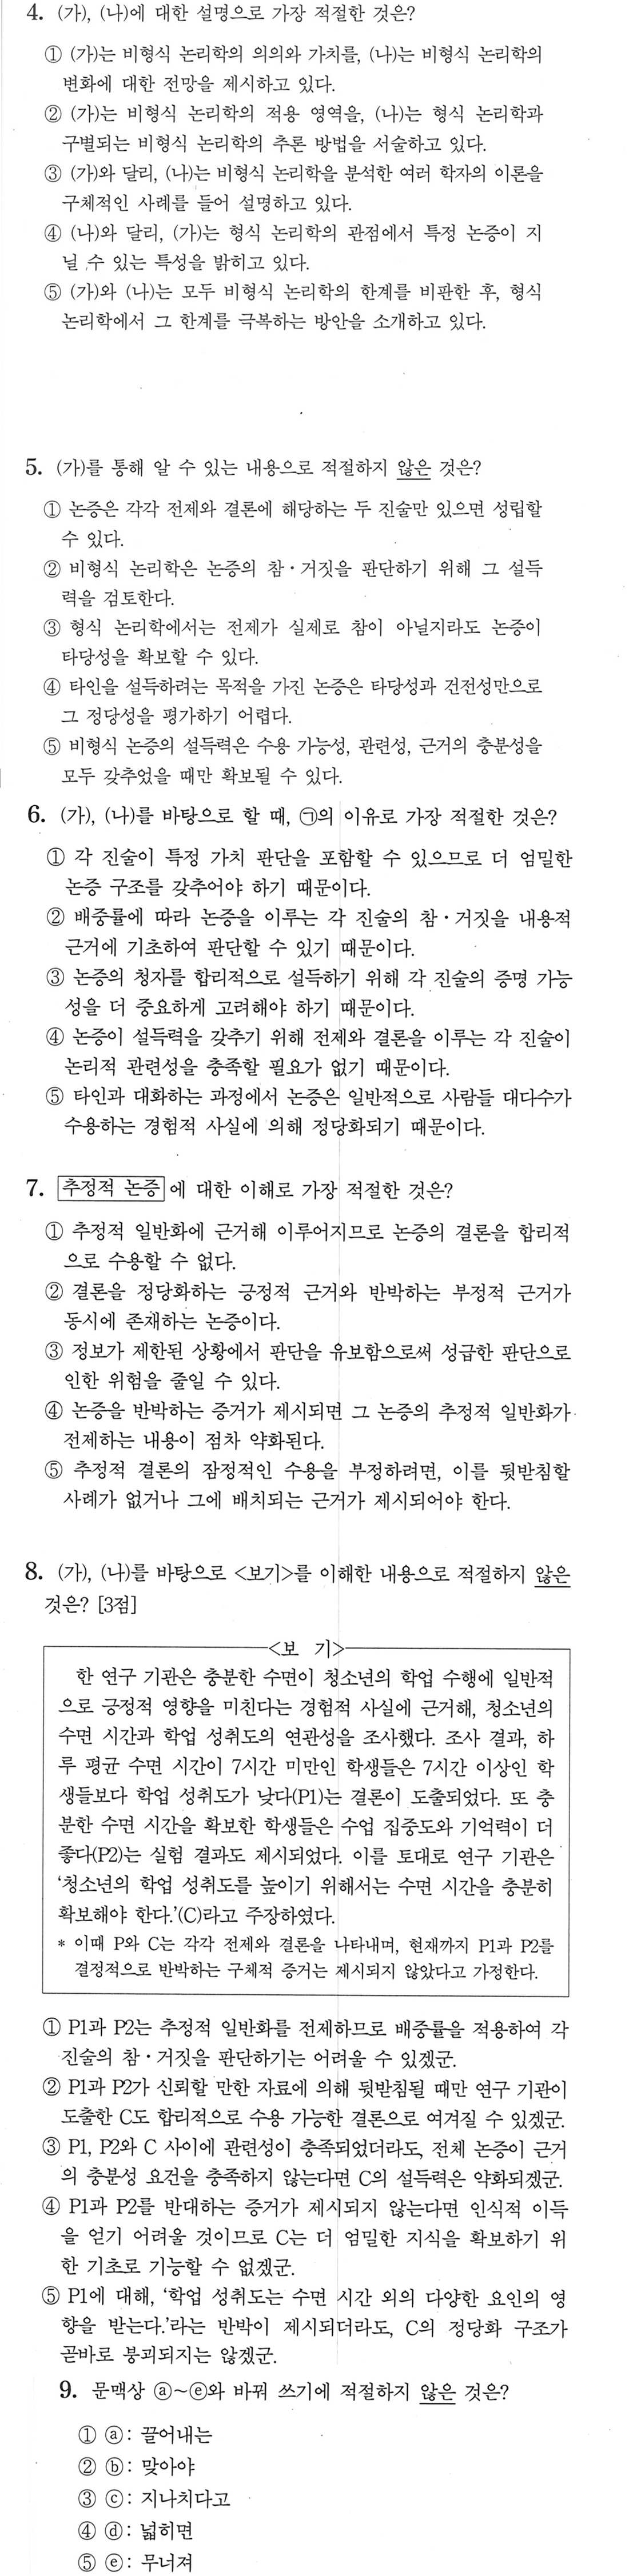 4. (가), (나)에 대한 설명으로 가장 적절한 것은?
① (가)는 비형식 논리학의 의의와 가치를, (나)는 비형식 논리학의
변화에 대한 전망을 제시하고 있다.
② (가)는 비형식 논리학의 적용 영역을, (나)는 형식 논리학과
구별되는 비형식 논리학의 추론 방법을 서술하고 있다.
③ (가)와 달리, (나)는 비형식 논리학을 분석한 여러 학자의 이론을
구체적인 사례를 들어 설명하고 있다.
④ (나)와 달리, (가)는 형식 논리학의 관점에서 특정 논증이 지
닐 수 있는 특성을 밝히고 있다.
⑤ (가)와 (나)는 모두 비형식 논리학의 한계를 비판한 후, 형식
논리학에서 그 한계를 극복하는 방안을 소개하고 있다.
5. (가)를 통해 알 수 있는 내용으로 적절하지 않은 것은?
① 논증은 각각 전제와 결론에 해당하는 두 진술만 있으면 성립할
수 있다.
② 비형식 논리학은 논증의 참·거짓을 판단하기 위해 그 설득
력을 검토한다.
③ 형식 논리학에서는 전제가 실제로 참이 아닐지라도 논증이
타당성을 확보할 수 있다.
④ 타인을 설득하려는 목적을 가진 논증은 타당성과 건전성만으로
그 정당성을 평가하기 어렵다.
⑤ 비형식 논증의 설득력은 수용 가능성, 관련성, 근거의 충분성을
모두 갖추었을 때만 확보될 수 있다.
6. (가), (나)를 바탕으로 할 때, ㉠의 이유로 가장 적절한 것은?
① 각 진술이 특정 가치 판단을 포함할 수 있으므로 더 엄밀한
논증 구조를 갖추어야 하기 때문이다.
② 배중률에 따라 논증을 이루는 각 진술의 참·거짓을 내용적
근거에 기초하여 판단할 수 있기 때문이다.
③ 논증의 청자를 합리적으로 설득하기 위해 각 진술의 증명 가능
성을 더 중요하게 고려해야 하기 때문이다.
④ 논증이 설득력을 갖추기 위해 전제와 결론을 이루는 각 진술이
논리적 관련성을 충족할 필요가 없기 때문이다.
⑤ 타인과 대화하는 과정에서 논증은 일반적으로 사람들 대다수가
수용하는 경험적 사실에 의해 정당화되기 때문이다.
7. 추정적 논증에 대한 이해로 가장 적절한 것은?
① 추정적 일반화에 근거해 이루어지므로 논증의 결론을 합리적
으로 수용할 수 없다.
② 결론을 정당화하는 긍정적 근거와 반박하는 부정적 근거가
동시에 존재하는 논증이다.
③ 정보가 제한된 상황에서 판단을 유보함으로써 성급한 판단으로
인한 위험을 줄일 수 있다.
④ 논증을 반박하는 증거가 제시되면 그 논증의 추정적 일반화가
전제하는 내용이 점차 약화된다.
⑤ 추정적 결론의 잠정적인 수용을 부정하려면, 이를 뒷받침할
사례가 없거나 그에 배치되는 근거가 제시되어야 한다.
8. (가), (나)를 바탕으로 <보기>를 이해한 내용으로 적절하지 않은
것은? [3점]
<보 기>
한 연구 기관은 충분한 수면이 청소년의 학업 수행에 일반적
으로 긍정적 영향을 미친다는 경험적 사실에 근거해, 청소년의
수면 시간과 학업 성취도의 연관성을 조사했다. 조사 결과, 하
루 평균 수면 시간이 7시간 미만인 학생들은 7시간 이상인 학
생들보다 학업 성취도가 낮다(P1)는 결론이 도출되었다. 또 충
분한 수면 시간을 확보한 학생들은 수업 집중도와 기억력이 더
좋다(P2)는 실험 결과도 제시되었다. 이를 토대로 연구 기관은
‘청소년의 학업 성취도를 높이기 위해서는 수면 시간을 충분히
확보해야 한다.’(C)라고 주장하였다.
* 이때 P와 C는 각각 전제와 결론을 나타내며, 현재까지 P1과 P2를
결정적으로 반박하는 구체적 증거는 제시되지 않았다고 가정한다.
① P1과 P2는 추정적 일반화를 전제하므로 배중률을 적용하여 각
진술의 참·거짓을 판단하기는 어려울 수 있겠군.
② P1과 P2가 신뢰할 만한 자료에 의해 뒷받침될 때만 연구 기관이
도출한 C도 합리적으로 수용 가능한 결론으로 여겨질 수 있겠군.
③ P1, P2와 C 사이에 관련성이 충족되었더라도, 전체 논증이 근거
의 충분성 요건을 충족하지 않는다면 C의 설득력은 약화되겠군.
④ P1과 P2를 반대하는 증거가 제시되지 않는다면 인식적 이득
을 얻기 어려울 것이므로 C는 더 엄밀한 지식을 확보하기 위
한 기초로 기능할 수 없겠군.
⑤ P1에 대해, ‘학업 성취도는 수면 시간 외의 다양한 요인의 영
향을 받는다.’라는 반박이 제시되더라도, C의 정당화 구조가
곧바로 붕괴되지는 않겠군.
9. 문맥상 ⓐ~ⓔ와 바꿔 쓰기에 적절하지 않은 것은?
① ⓐ: 끌어내는
② ⓑ: 맞아야
③ ⓒ: 지나치다고
④ ⓓ: 넓히면
⑤ ⓔ: 무너져